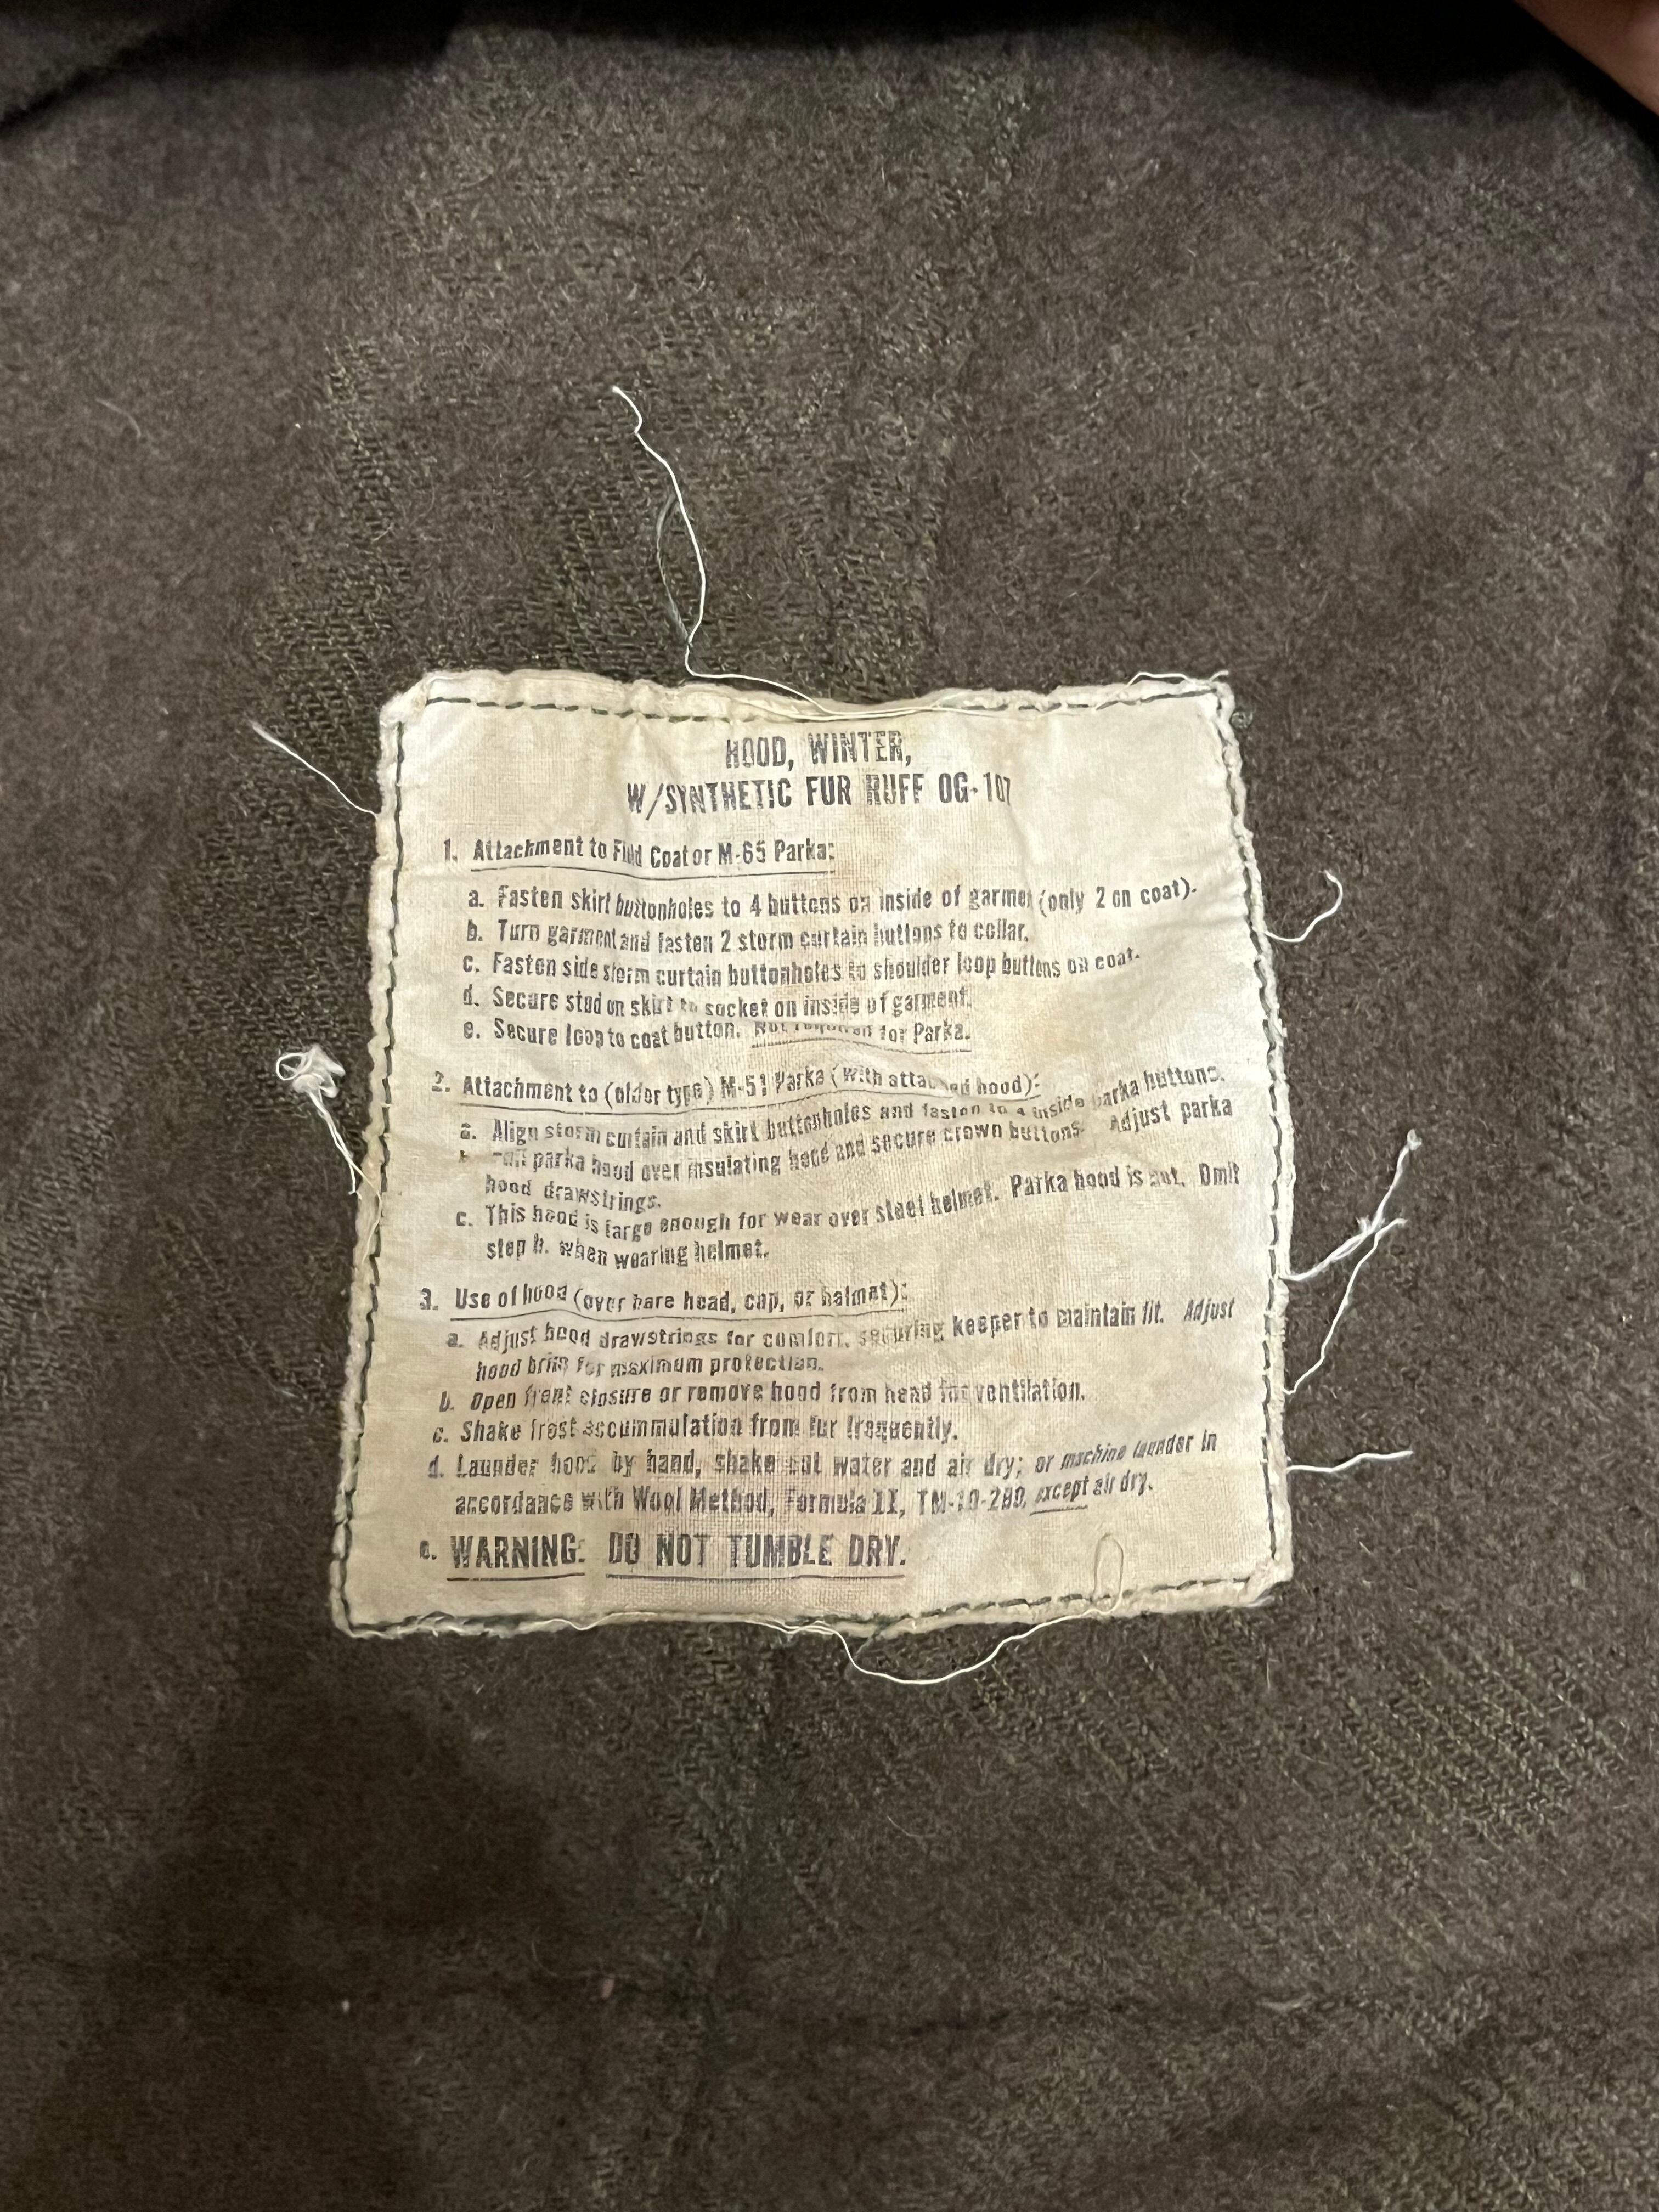 HOOD, WINTER,
W/SYNTHETIC FUR RUFF OG-107
1. Attachment to Field Coat or M-65 Parka:
a. Fasten skirt buttonholes to 4 buttons on inside of garmen (only 2 on coat).
b. Turn garment and fasten 2 storm curtain buttons to collar.
c. Fasten side storm curtain buttonholes to shoulder loop buttons on coat.
d. Secure stud on skirt to socket on inside of garment.
e. Secure loop to coat button. Not required for Parka.
2. Attachment to (older type) M-51 Parka (with attached hood):
a. Align storm curtain and skirt buttonholes and fasten to 4 inside parka buttons.
parka hood over insulating hood and secure crown buttons. Adjust parka
hood drawstrings.
c. This hood is large enough for wear over steel helmet. Parka hood is not. Omit
step b. when wearing helmet.
3. Use of hood (over bare head, cap, or helmet):
a. Adjust hood drawstrings for comfort, securing keeper to maintain fit. Adjust
hood brim for maximum protection.
b. Open front closure or remove hood from head for ventilation.
c. Shake frost accummulation from fur frequently.
d. Launder hood by hand, shake out water and air dry; or machine launder in
accordance with Wool Method, Formula II, TM-10-280, except air dry.
e. WARNING: DO NOT TUMBLE DRY.